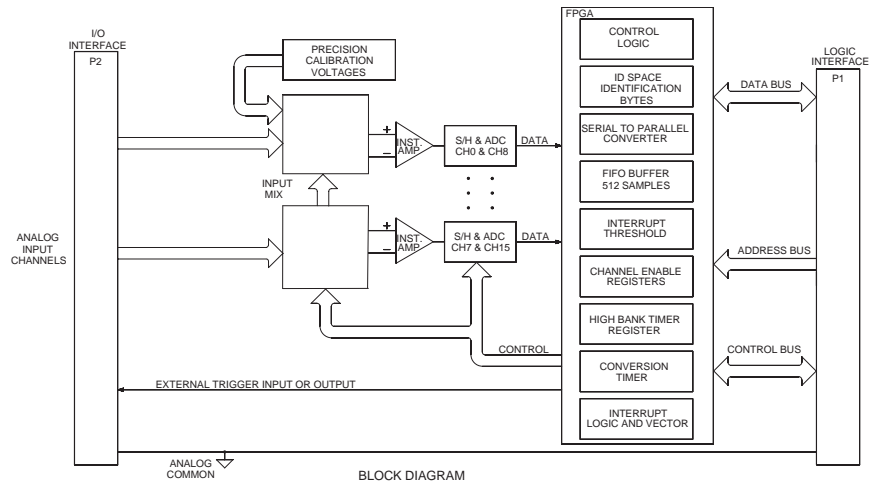 I/O
INTERFACE
P2
PRECISION
CALIBRATION
VOLTAGES
FPGA
CONTROL
LOGIC
LOGIC
INTERFACE
P1
ID SPACE
IDENTIFICATION
BYTES
DATA BUS
+
−
INST.
AMP.
S/H & ADC
CH0 & CH8
DATA
SERIAL TO PARALLEL
CONVERTER
INPUT
MIX
FIFO BUFFER
512 SAMPLES
ANALOG
INPUT
CHANNELS
+
−
INST.
AMP.
S/H & ADC
CH7 & CH15
DATA
INTERRUPT
THRESHOLD
ADDRESS BUS
CHANNEL ENABLE
REGISTERS
HIGH BANK TIMER
REGISTER
CONTROL
CONTROL BUS
CONVERSION
TIMER
EXTERNAL TRIGGER INPUT OR OUTPUT
INTERRUPT
LOGIC AND VECTOR
ANALOG
COMMON
BLOCK DIAGRAM